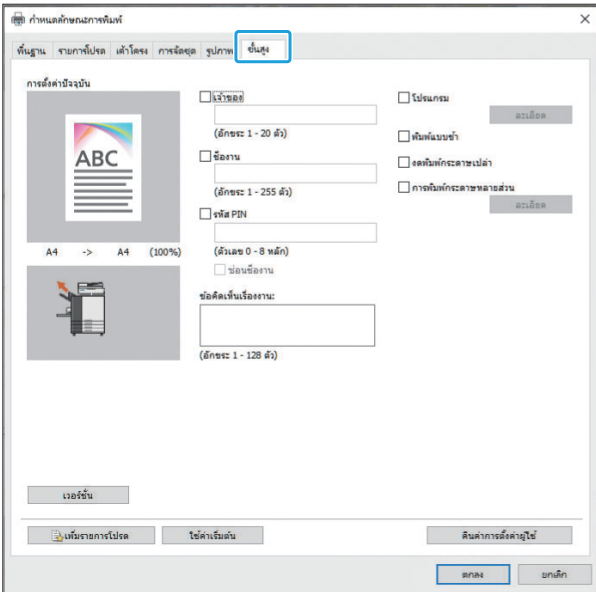 กำหนดลักษณะการพิมพ์
พื้นฐาน รายการโปรด เค้าโครง การจัดชุด รูปภาพ ขั้นสูง
การตั้งค่าปัจจุบัน
ABC
A4 -> A4 (100%)
เจ้าของ
(อักขระ 1 - 20 ตัว)
ชื่องาน
(อักขระ 1 - 255 ตัว)
รหัส PIN
(ตัวเลข 0 - 8 หลัก)
ซ่อนชื่องาน
ข้อคิดเห็นเรื่องงาน:
(อักขระ 1 - 128 ตัว)
โปรแกรม
ละเอียด
พิมพ์แบบช้า
งดพิมพ์กระดาษเปล่า
การพิมพ์กระดาษหลายส่วน
ละเอียด
เวอร์ชั่น
เพิ่มรายการโปรด ใช้ค่าเริ่มต้น คืนค่าการตั้งค่าผู้ใช้
ตกลง ยกเลิก